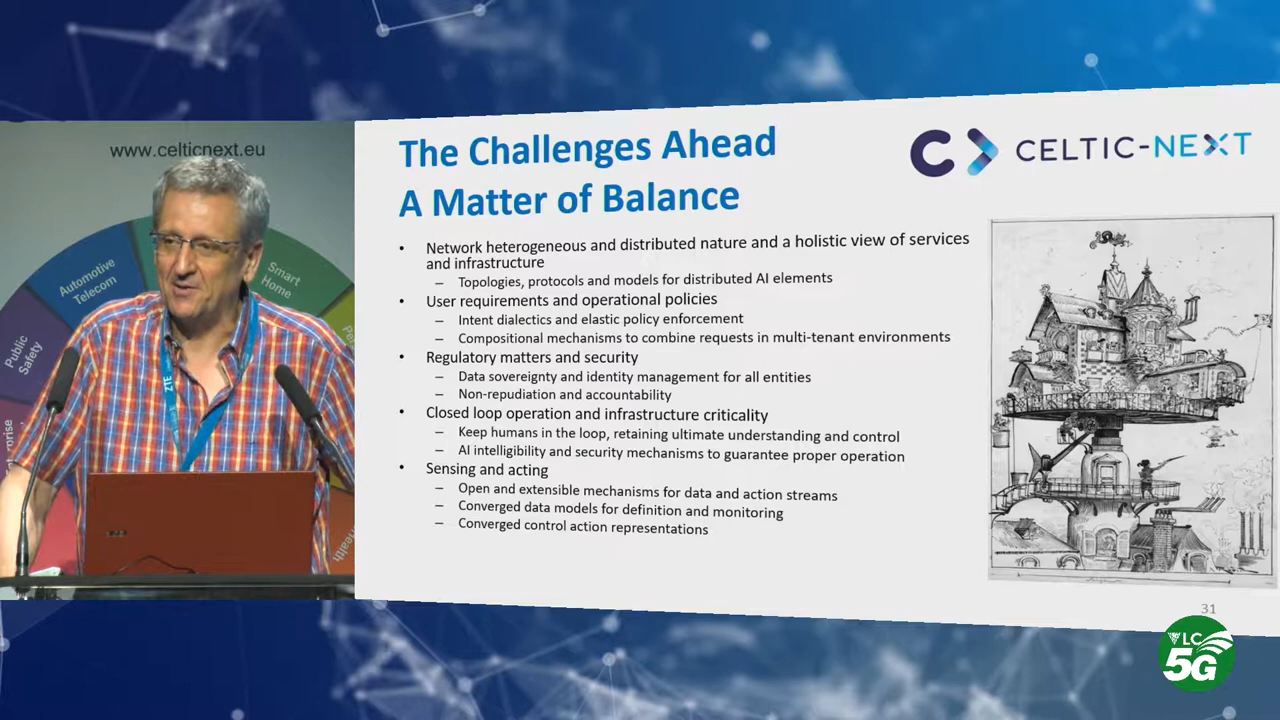 www.celticnext.eu
Automotive
Telecom
Smart
Home
Public
Safety
ZTE
The Challenges Ahead
A Matter of Balance
CELTIC-NEXT
• Network heterogeneous and distributed nature and a holistic view of services
and infrastructure
– Topologies, protocols and models for distributed AI elements
• User requirements and operational policies
– Intent dialectics and elastic policy enforcement
– Compositional mechanisms to combine requests in multi-tenant environments
• Regulatory matters and security
– Data sovereignty and identity management for all entities
– Non-repudiation and accountability
• Closed loop operation and infrastructure criticality
– Keep humans in the loop, retaining ultimate understanding and control
– AI intelligibility and security mechanisms to guarantee proper operation
• Sensing and acting
– Open and extensible mechanisms for data and action streams
– Converged data models for definition and monitoring
– Converged control action representations
31
VLC
5G